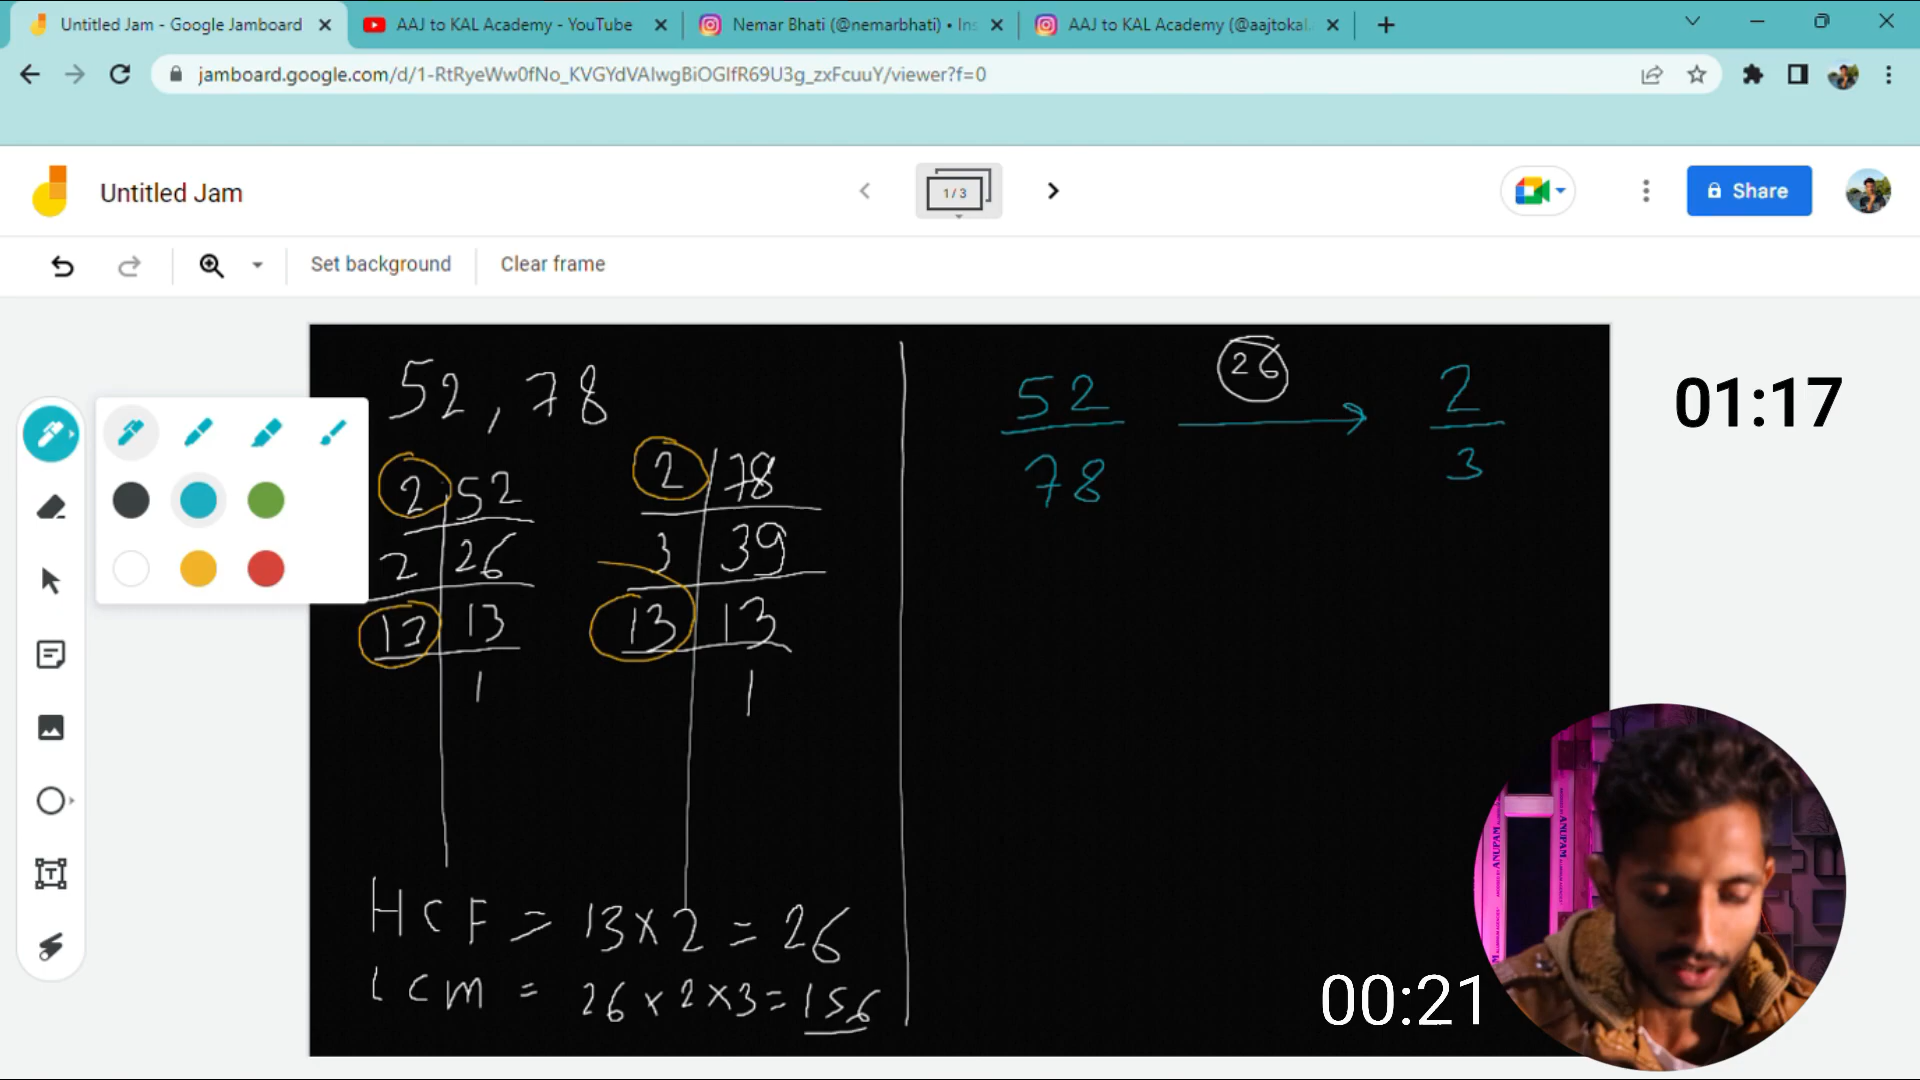 Untitled Jam - Google Jamboard
AAJ to KAL Academy - YouTube
Nemar Bhati (@nemarbhati) • Ins
AAJ to KAL Academy (@aajtokal.
jamboard.google.com/d/1-RtRyeWw0fNo_KVGYdVAIwgBiOGIfR69U3g_zxFcuuY/viewer?f=0
Untitled Jam
1 / 3
Share
Set background
Clear frame
52, 78
2 52
2 26
13 13
1
2 78
3 39
13 13
1
HCF = 13 × 2 = 26
LCM = 26 × 2 × 3 = 156
52
78
26
2
3
01:17
00:21
ANUPAM
ANUPAM